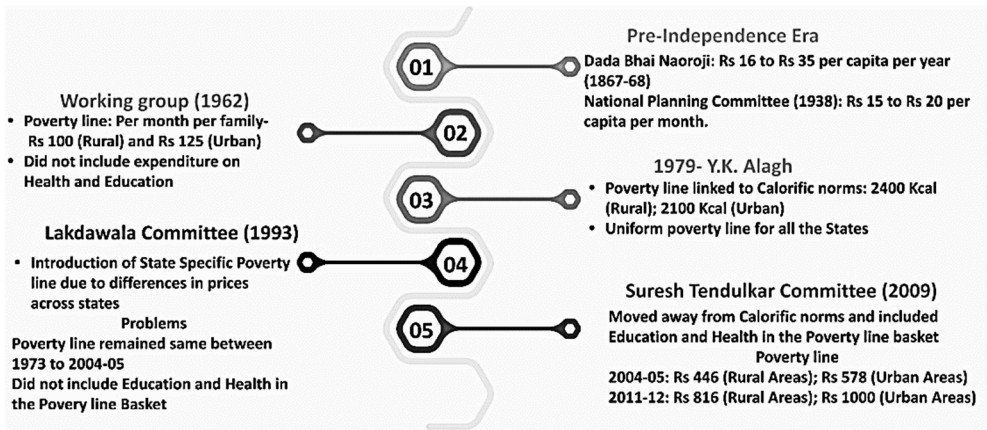 01
Pre-Independence Era
Dada Bhai Naoroji: Rs 16 to Rs 35 per capita per year
(1867-68)
National Planning Committee (1938): Rs 15 to Rs 20 per
capita per month.
Working group (1962)
• Poverty line: Per month per family-
Rs 100 (Rural) and Rs 125 (Urban)
• Did not include expenditure on
Health and Education
02
03
1979- Y.K. Alagh
• Poverty line linked to Calorific norms: 2400 Kcal
(Rural); 2100 Kcal (Urban)
• Uniform poverty line for all the States
Lakdawala Committee (1993)
• Introduction of State Specific Poverty
line due to differences in prices
across states
Problems
Poverty line remained same between
1973 to 2004-05
Did not include Education and Health in
the Povery line Basket
04
05
Suresh Tendulkar Committee (2009)
Moved away from Calorific norms and included
Education and Health in the Poverty line basket
Poverty line
2004-05: Rs 446 (Rural Areas); Rs 578 (Urban Areas)
2011-12: Rs 816 (Rural Areas); Rs 1000 (Urban Areas)